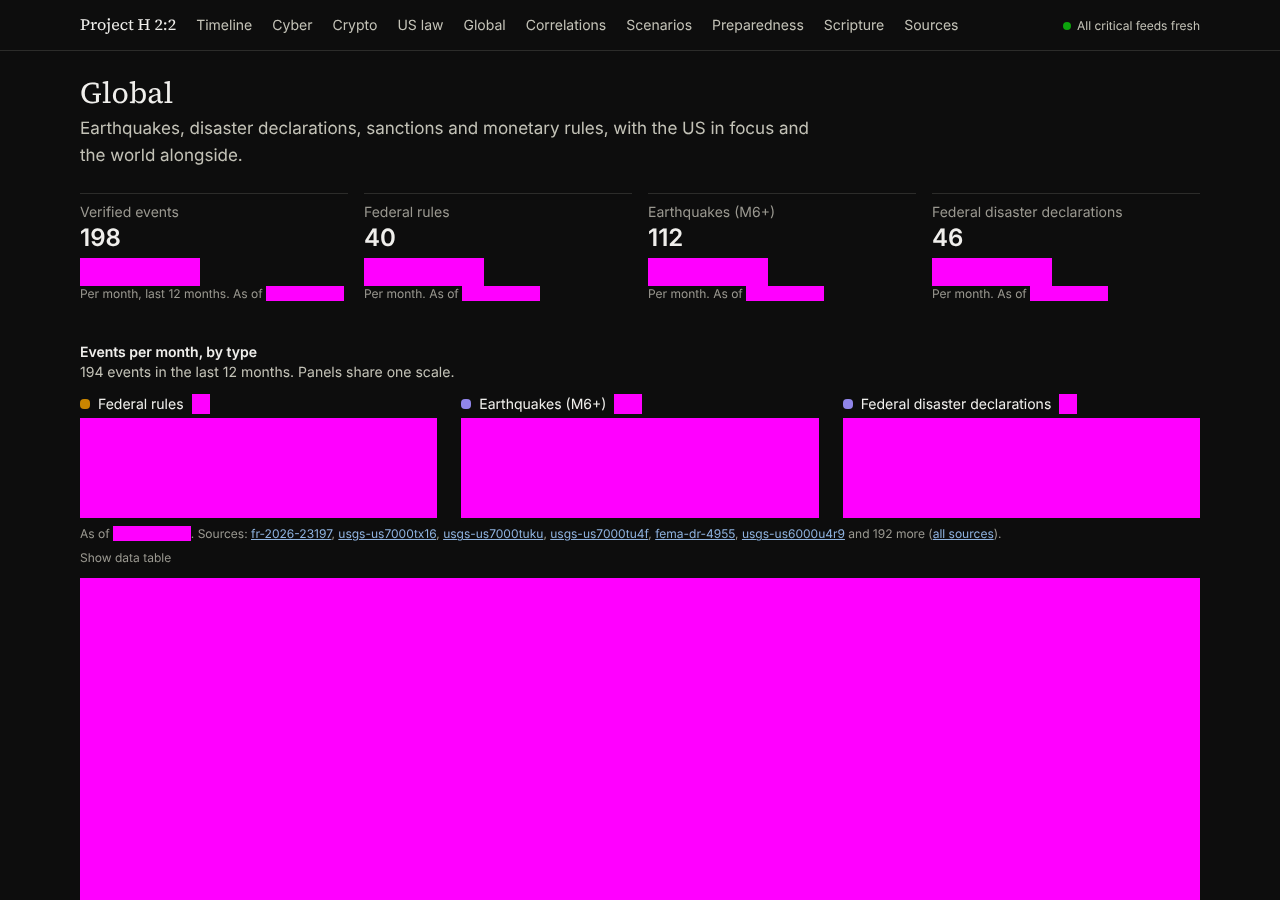 Project H 2:2 Timeline Cyber Crypto US law Global Correlations Scenarios Preparedness Scripture Sources All critical feeds fresh
Global
Earthquakes, disaster declarations, sanctions and monetary rules, with the US in focus and
the world alongside.
Verified events
198
Per month, last 12 months. As of
Federal rules
40
Per month. As of
Earthquakes (M6+)
112
Per month. As of
Federal disaster declarations
46
Per month. As of
Events per month, by type
194 events in the last 12 months. Panels share one scale.
Federal rules
Earthquakes (M6+)
Federal disaster declarations
As of . Sources: fr-2026-23197, usgs-us7000tx16, usgs-us7000tuku, usgs-us7000tu4f, fema-dr-4955, usgs-us6000u4r9 and 192 more (all sources).
Show data table